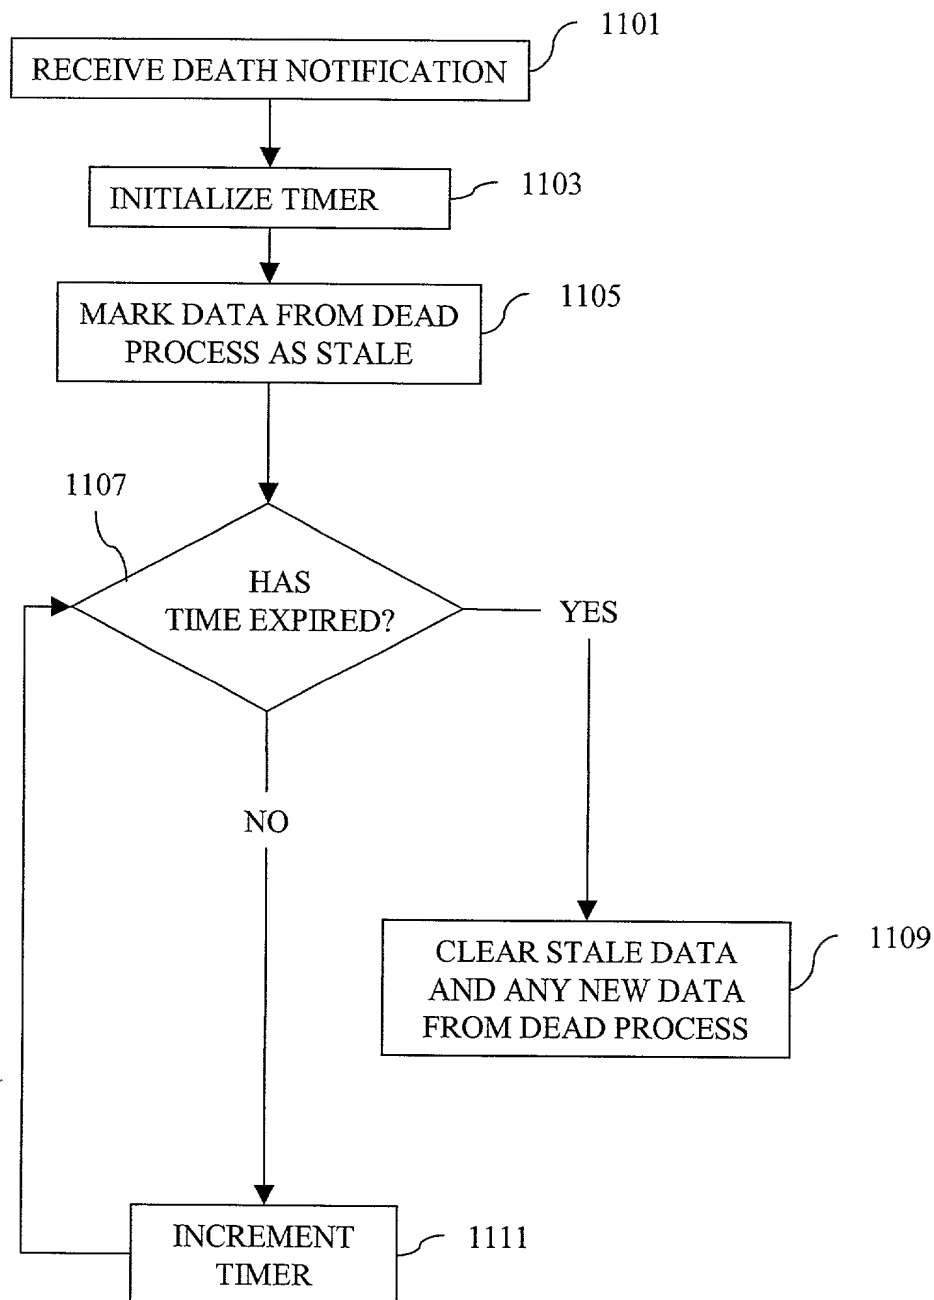 1101
RECEIVE DEATH NOTIFICATION
1103
INITIALIZE TIMER
1105
MARK DATA FROM DEAD
PROCESS AS STALE
1107
HAS
TIME EXPIRED?
YES
NO
1109
CLEAR STALE DATA
AND ANY NEW DATA
FROM DEAD PROCESS
INCREMENT
TIMER
1111